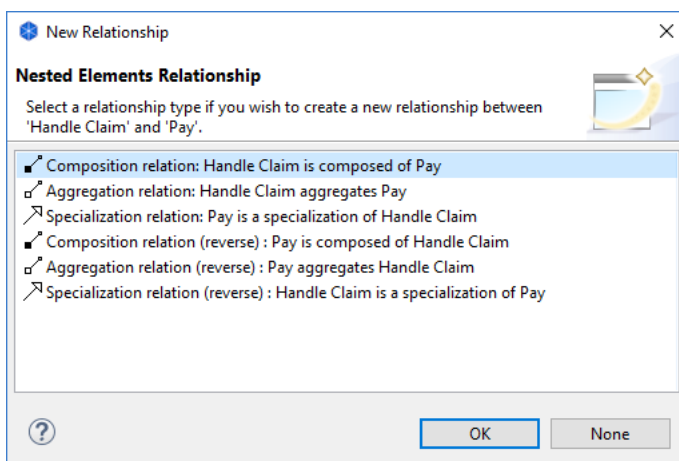 New Relationship
Nested Elements Relationship
Select a relationship type if you wish to create a new relationship between
'Handle Claim' and 'Pay'.
Composition relation: Handle Claim is composed of Pay
Aggregation relation: Handle Claim aggregates Pay
Specialization relation: Pay is a specialization of Handle Claim
Composition relation (reverse) : Pay is composed of Handle Claim
Aggregation relation (reverse) : Pay aggregates Handle Claim
Specialization relation (reverse) : Handle Claim is a specialization of Pay
? OK None